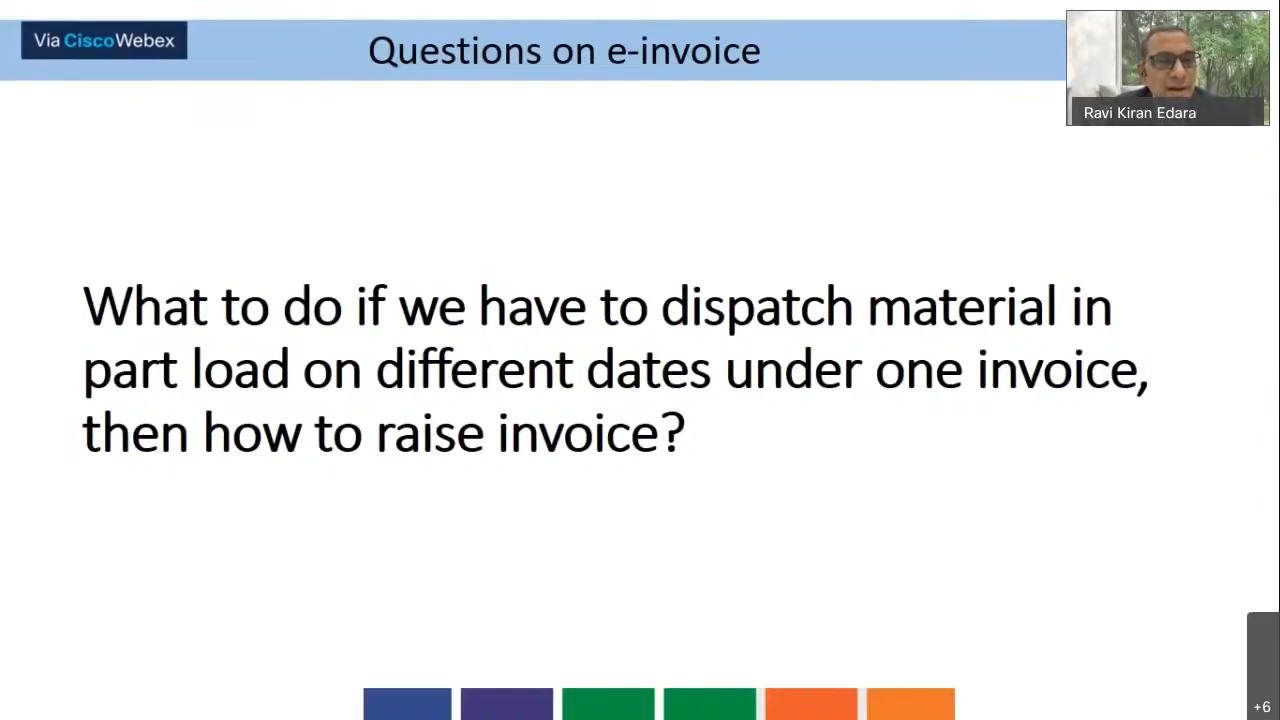 Via CiscoWebex
Questions on e-invoice
Ravi Kiran Edara
What to do if we have to dispatch material in
part load on different dates under one invoice,
then how to raise invoice?
+6